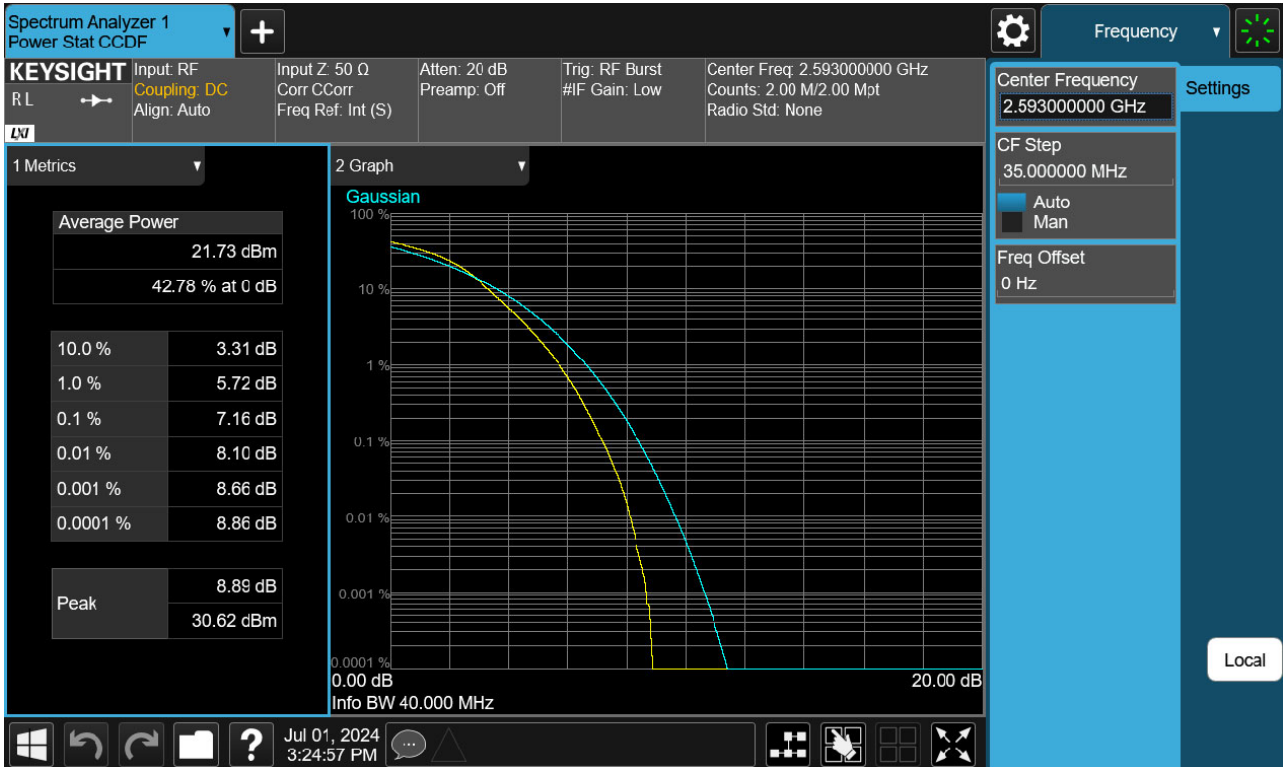 Spectrum Analyzer 1
Power Stat CCDF
Frequency
KEYSIGHT
R L
LXI
Input: RF
Coupling: DC
Align: Auto
Input Z: 50 Ω
Corr CCorr
Freq Ref: Int (S)
Atten: 20 dB
Preamp: Off
Trig: RF Burst
#IF Gain: Low
Center Freq: 2.593000000 GHz
Counts: 2.00 M/2.00 Mpt
Radio Std: None
Center Frequency
2.593000000 GHz
Settings
CF Step
35.000000 MHz
Auto
Man
Freq Offset
0 Hz
Local
1 Metrics
Average Power
21.73 dBm
42.78 % at 0 dB
10.0 % 3.31 dB
1.0 % 5.72 dB
0.1 % 7.16 dB
0.01 % 8.10 dB
0.001 % 8.66 dB
0.0001 % 8.86 dB
Peak
8.89 dB
30.62 dBm
2 Graph
Gaussian
100 %
10 %
1 %
0.1 %
0.01 %
0.001 %
0.0001 %
0.00 dB 20.00 dB
Info BW 40.000 MHz
?
Jul 01, 2024
3:24:57 PM